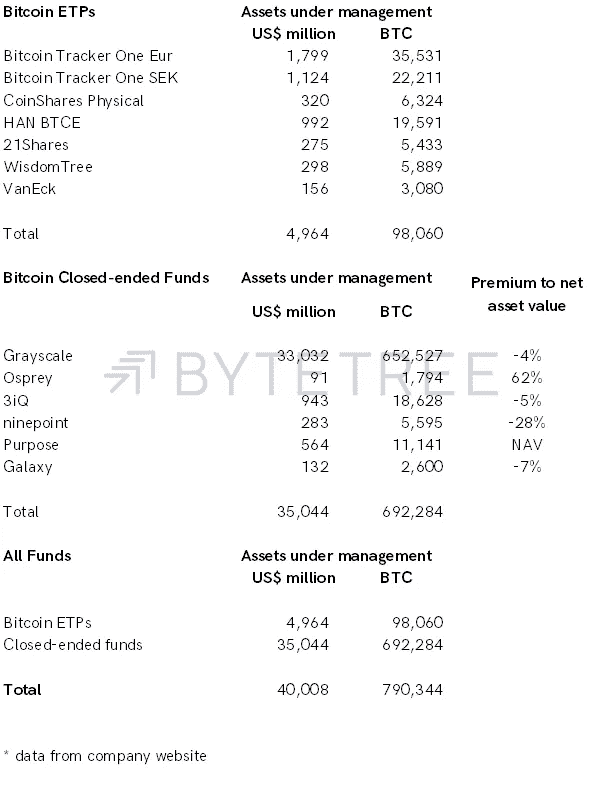 Bitcoin ETPs Assets under management
US$ million BTC
Bitcoin Tracker One Eur 1,799 35,531
Bitcoin Tracker One SEK 1,124 22,211
CoinShares Physical 320 6,324
HAN BTCE 992 19,591
21Shares 275 5,433
WisdomTree 298 5,889
VanEck 156 3,080
Total 4,964 98,060
Bitcoin Closed-ended Funds Assets under management Premium to net
asset value
US$ million BTC
Grayscale 33,032 652,527 -4%
BYTETREE
Osprey 91 1,794 62%
3iQ 943 18,628 -5%
ninepoint 283 5,595 -28%
Purpose 564 11,141 NAV
Galaxy 132 2,600 -7%
Total 35,044 692,284
All Funds Assets under management
US$ million BTC
Bitcoin ETPs 4,964 98,060
Closed-ended funds 35,044 692,284
Total 40,008 790,344
* data from company website